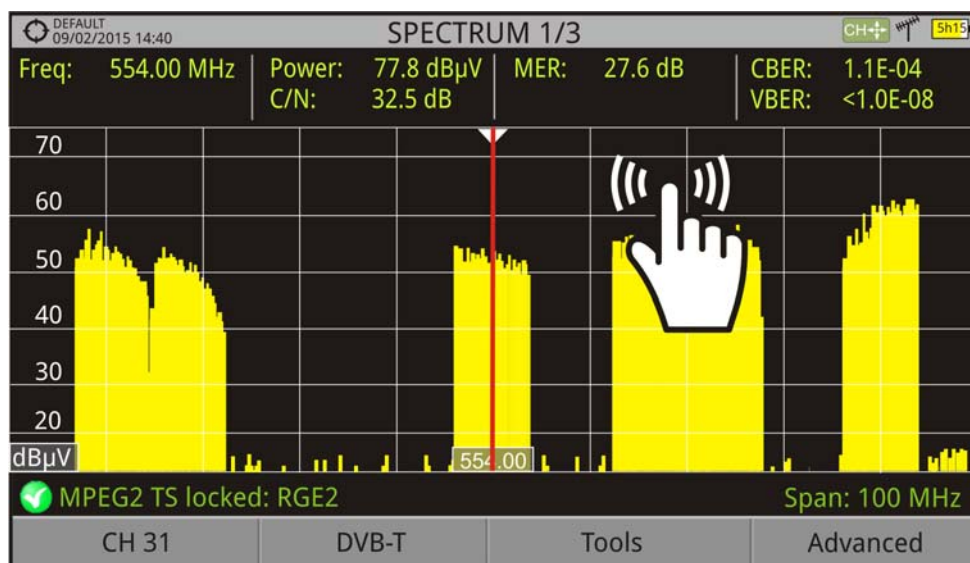 DEFAULT
09/02/2015 14:40
SPECTRUM 1/3
CH
5h15
Freq: 554.00 MHz
Power: 77.8 dBµV
MER: 27.6 dB
CBER: 1.1E-04
C/N: 32.5 dB
VBER: <1.0E-08
70
60
50
40
30
20
dBµV
554.00
MPEG2 TS locked: RGE2
Span: 100 MHz
CH 31
DVB-T
Tools
Advanced